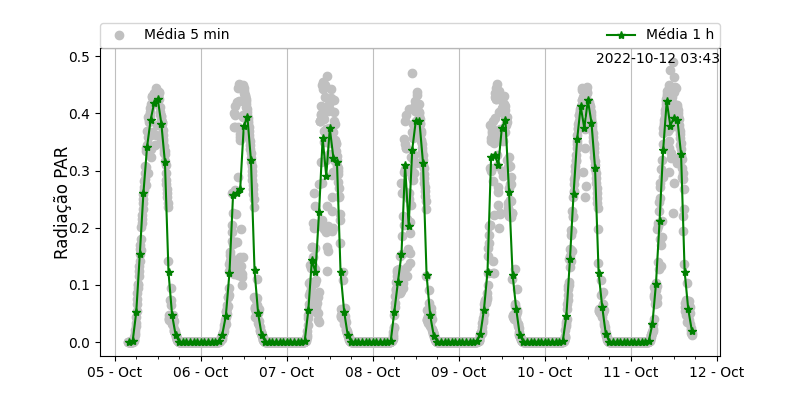 Média 5 min
Média 1 h
2022-10-12 03:43
Radiação PAR
0.5
0.4
0.3
0.2
0.1
0.0
05 - Oct
06 - Oct
07 - Oct
08 - Oct
09 - Oct
10 - Oct
11 - Oct
12 - Oct